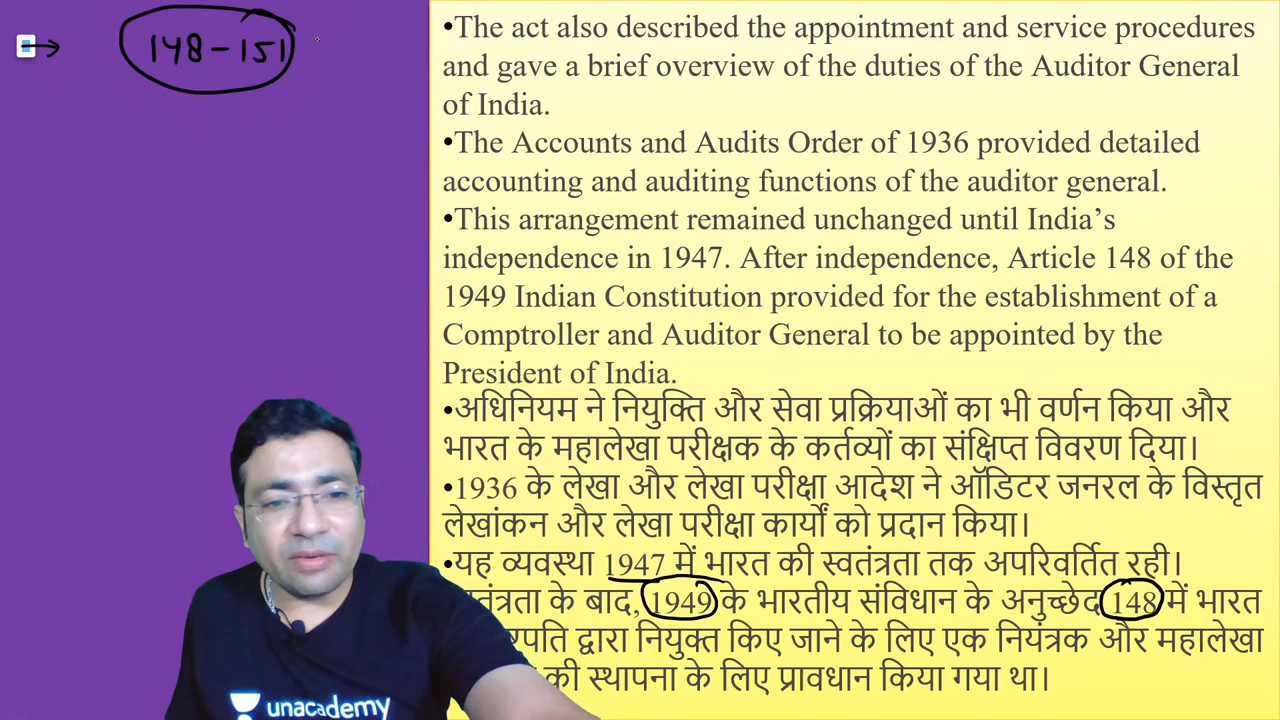 148-151
•The act also described the appointment and service procedures
and gave a brief overview of the duties of the Auditor General
of India.
•The Accounts and Audits Order of 1936 provided detailed
accounting and auditing functions of the auditor general.
•This arrangement remained unchanged until India’s
independence in 1947. After independence, Article 148 of the
1949 Indian Constitution provided for the establishment of a
Comptroller and Auditor General to be appointed by the
President of India.
•अधिनियम ने नियुक्ति और सेवा प्रक्रियाओं का भी वर्णन किया और
भारत के महालेखा परीक्षक के कर्तव्यों का संक्षिप्त विवरण दिया।
•1936 के लेखा और लेखा परीक्षा आदेश ने ऑडिटर जनरल के विस्तृत
लेखांकन और लेखा परीक्षा कार्यों को प्रदान किया।
•यह व्यवस्था 1947 में भारत की स्वतंत्रता तक अपरिवर्तित रही।
के बाद, 1949 के भारतीय संविधान के अनुच्छेद 148 में भारत
द्वारा नियुक्त किए जाने के लिए एक नियंत्रक और महालेखा
की स्थापना के लिए प्रावधान किया गया था।
unacademy